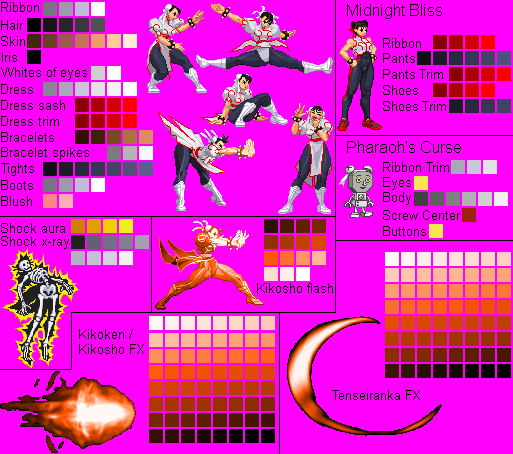 Ribbon
Hair
Skin
Iris
Whites of eyes
Dress
Dress sash
Dress trim
Bracelets
Bracelet spikes
Tights
Boots
Blush
Midnight Bliss
Ribbon
Pants
Pants Trim
Shoes
Shoes Trim
Pharaoh's Curse
Ribbon Trim
Eyes
Body
Screw Center
Buttons
Shock aura
Shock x-ray
Kikosho flash
Kikoken /
Kikosho FX
Tenseiranka FX